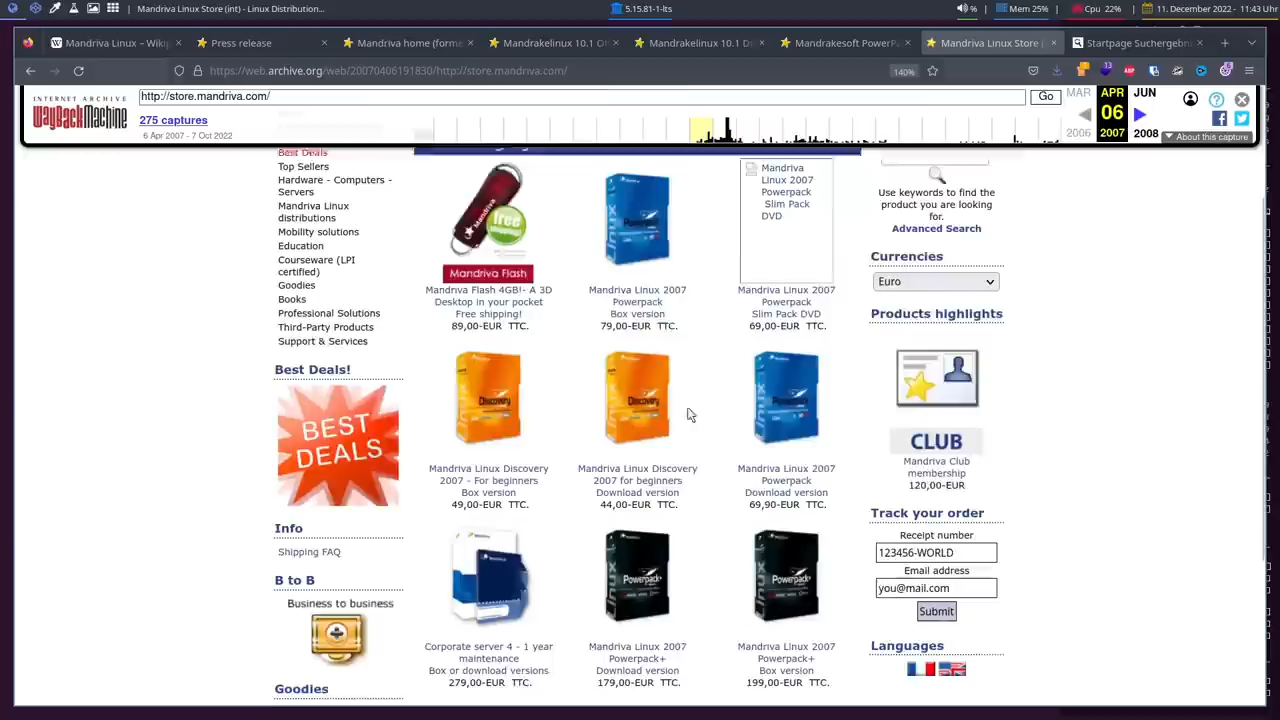 5.15.81-1-lts
%
Mem 25%
Cpu 22%
11. December 2022 - 11:43 Uhr
Mandriva Linux Store (int) - Linux Distribution...
Mandriva Linux – Wikip
Press release
Mandriva home (forme
Mandrakelinux 10.1 O
Mandrakelinux 10.1 D
Mandrakesoft PowerP
Mandriva Linux Store
Startpage Suchergebn
https://web.archive.org/web/20070406191830/http://store.mandriva.com/
140%
INTERNET ARCHIVE
WayBackMachine
http://store.mandriva.com/
Go
MAR
APR
JUN
275 captures
06
6 Apr 2007 - 7 Oct 2022
2006
2007
2008
About this capture
Best Deals
Top Sellers
Hardware - Computers -
Servers
Mandriva Linux
distributions
Mobility solutions
Education
Courseware (LPI
certified)
Goodies
Books
Professional Solutions
Third-Party Products
Support & Services
Best Deals!
BEST
DEALS
Info
Shipping FAQ
B to B
Business to business
Goodies
Mandriva
free
Mandriva Flash
Mandriva Flash 4GB!- A 3D
Desktop in your pocket
Free shipping!
89,00-EUR TTC.
Powerpack
Mandriva Linux 2007
Powerpack
Box version
79,00-EUR TTC.
Mandriva
Linux 2007
Powerpack
Slim Pack
DVD
Mandriva Linux 2007
Powerpack
Slim Pack DVD
69,00-EUR TTC.
Discovery
Mandriva Linux Discovery
2007 - For beginners
Box version
49,00-EUR TTC.
Discovery
Mandriva Linux Discovery
2007 for beginners
Download version
44,00-EUR TTC.
Powerpack
Mandriva Linux 2007
Powerpack
Download version
69,90-EUR TTC.
Corporate server 4 - 1 year
maintenance
Box or download versions
279,00-EUR TTC.
Powerpack+
Mandriva Linux 2007
Powerpack+
Download version
179,00-EUR TTC.
Powerpack+
Mandriva Linux 2007
Powerpack+
Box version
199,00-EUR TTC.
Use keywords to find the
product you are looking
for.
Advanced Search
Currencies
Euro
Products highlights
CLUB
Mandriva Club
membership
120,00-EUR
Track your order
Receipt number
123456-WORLD
Email address
you@mail.com
Submit
Languages